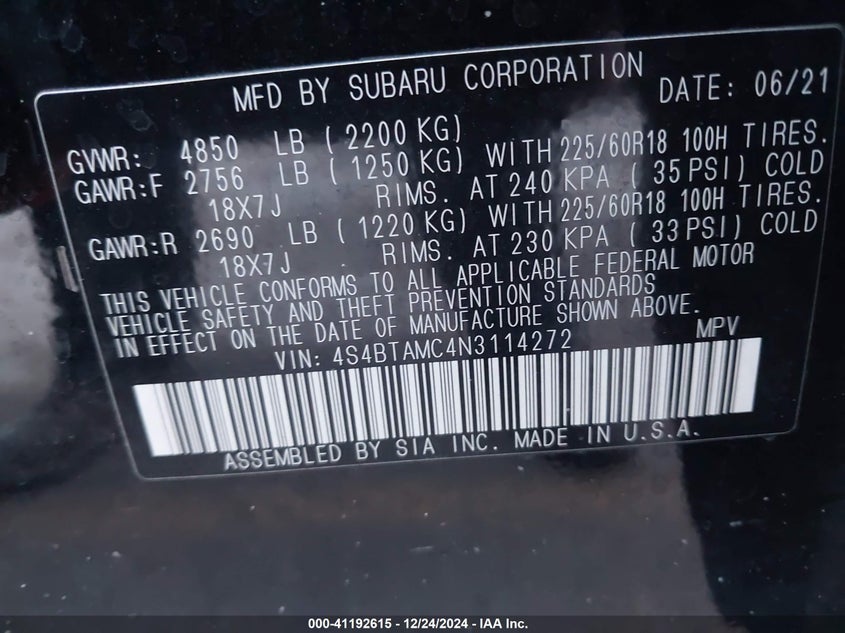 MFD BY SUBARU CORPORATION DATE: 06/21
GVWR: 4850 LB ( 2200 KG)
GAWR:F 2756 LB ( 1250 KG) WITH 225/60R18 100H TIRES.
18X7J RIMS. AT 240 KPA ( 35 PSI) COLD
GAWR:R 2690 LB ( 1220 KG) WITH 225/60R18 100H TIRES.
18X7J RIMS. AT 230 KPA ( 33 PSI) COLD
THIS VEHICLE CONFORMS TO ALL APPLICABLE FEDERAL MOTOR
VEHICLE SAFETY AND THEFT PREVENTION STANDARDS
IN EFFECT ON THE DATE OF MANUFACTURE SHOWN ABOVE.
VIN: 4S4BTAMC4N3114272 MPV
ASSEMBLED BY SIA INC. MADE IN U.S.A.
000-41192615 - 12/24/2024 - IAA Inc.